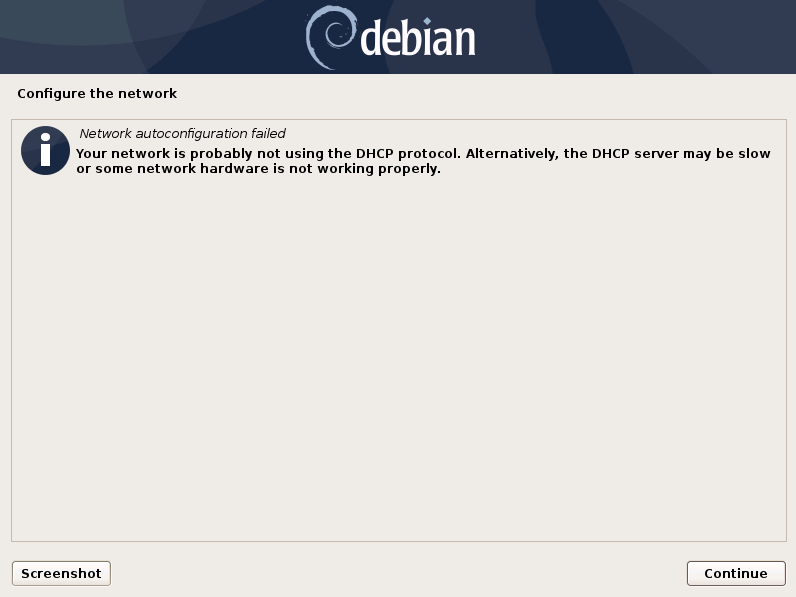 debian
Configure the network
Network autoconfiguration failed
Your network is probably not using the DHCP protocol. Alternatively, the DHCP server may be slow
or some network hardware is not working properly.
Screenshot
Continue